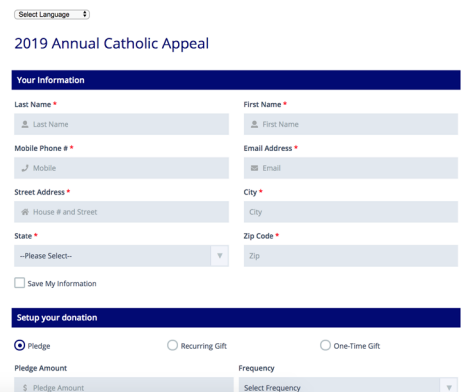 Select Language
2019 Annual Catholic Appeal
Your Information
Last Name * First Name *
Last Name First Name
Mobile Phone # * Email Address *
Mobile Email
Street Address * City *
House # and Street City
State * Zip Code *
--Please Select-- Zip
Save My Information
Setup your donation
Pledge Recurring Gift One-Time Gift
Pledge Amount Frequency
$ Pledge Amount Select Frequency